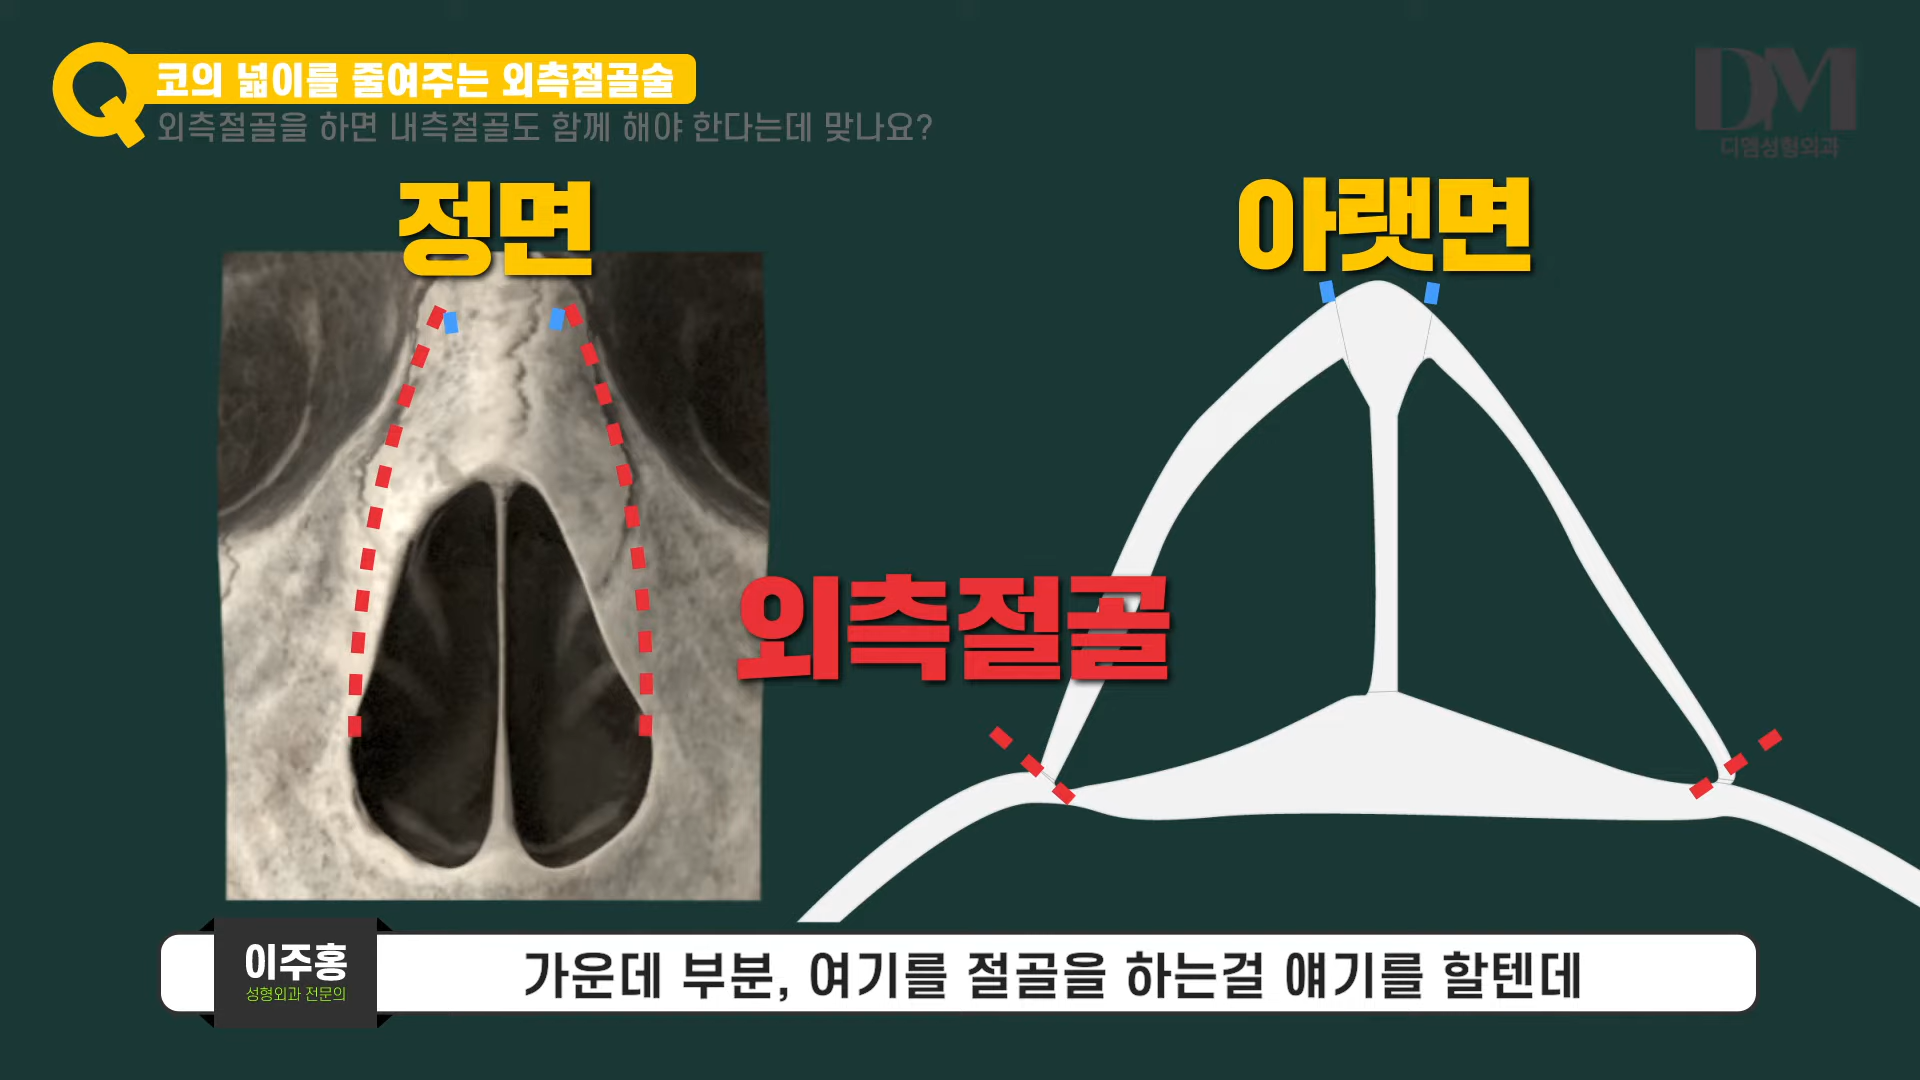 Q 코의 넓이를 줄여주는 외측절골술
외측절골을 하면 내측절골도 함께 해야 한다는데 맞나요?
DM
디엠성형외과
정면
아랫면
외측절골
이주홍
성형외과 전문의
가운데 부분, 여기를 절골을 하는걸 얘기를 할텐데